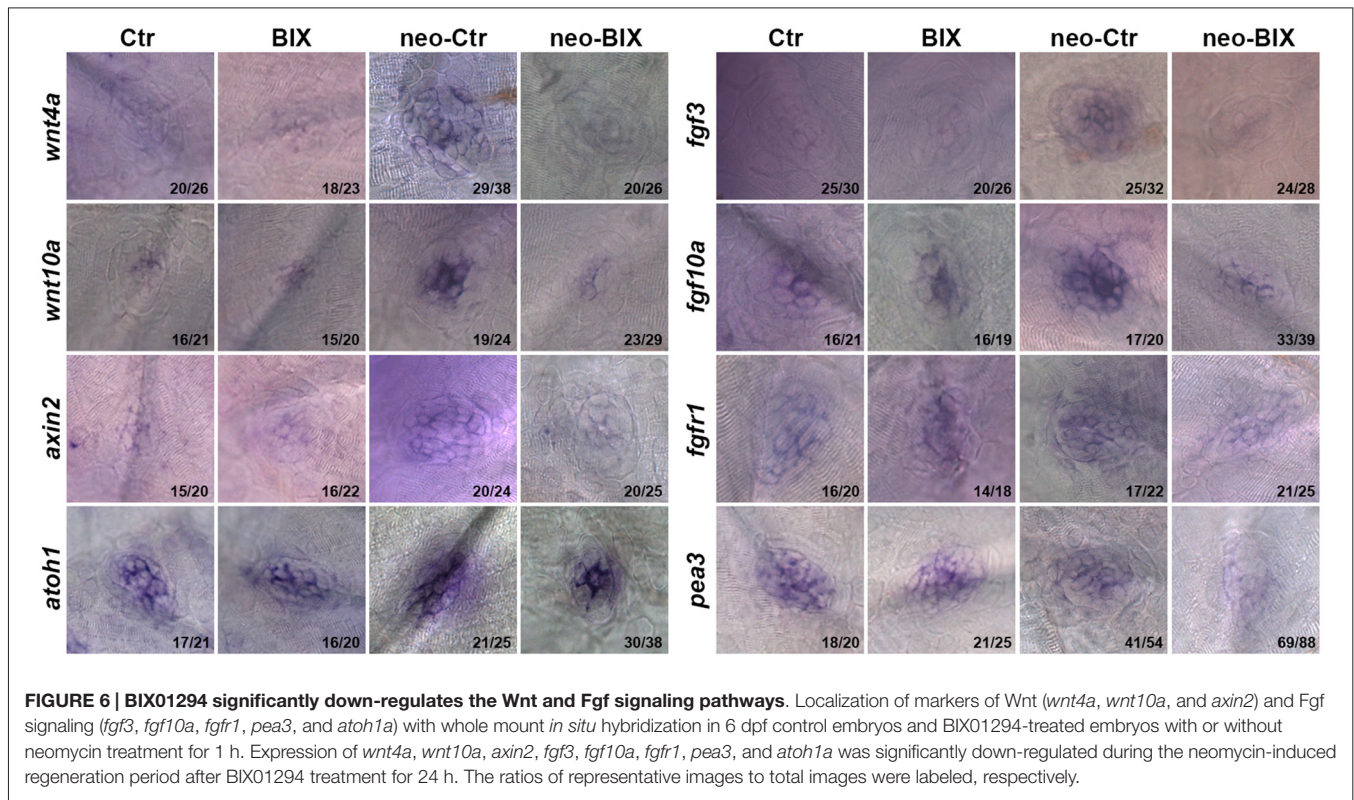 Ctr BIX neo-Ctr neo-BIX Ctr BIX neo-Ctr neo-BIX
wnt4a 20/26 18/23 29/38 20/26 fgf3 25/30 20/26 25/32 24/28
wnt10a 16/21 15/20 19/24 23/29 fgf10a 16/21 16/19 17/20 33/39
axin2 15/20 16/22 20/24 20/25 fgfr1 16/20 14/18 17/22 21/25
atoh1 17/21 16/20 21/25 30/38 pea3 18/20 21/25 41/54 69/88
FIGURE 6 | BIX01294 significantly down-regulates the Wnt and Fgf signaling pathways. Localization of markers of Wnt (wnt4a, wnt10a, and axin2) and Fgf
signaling (fgf3, fgf10a, fgfr1, pea3, and atoh1a) with whole mount in situ hybridization in 6 dpf control embryos and BIX01294-treated embryos with or without
neomycin treatment for 1 h. Expression of wnt4a, wnt10a, axin2, fgf3, fgf10a, fgfr1, pea3, and atoh1a was significantly down-regulated during the neomycin-induced
regeneration period after BIX01294 treatment for 24 h. The ratios of representative images to total images were labeled, respectively.